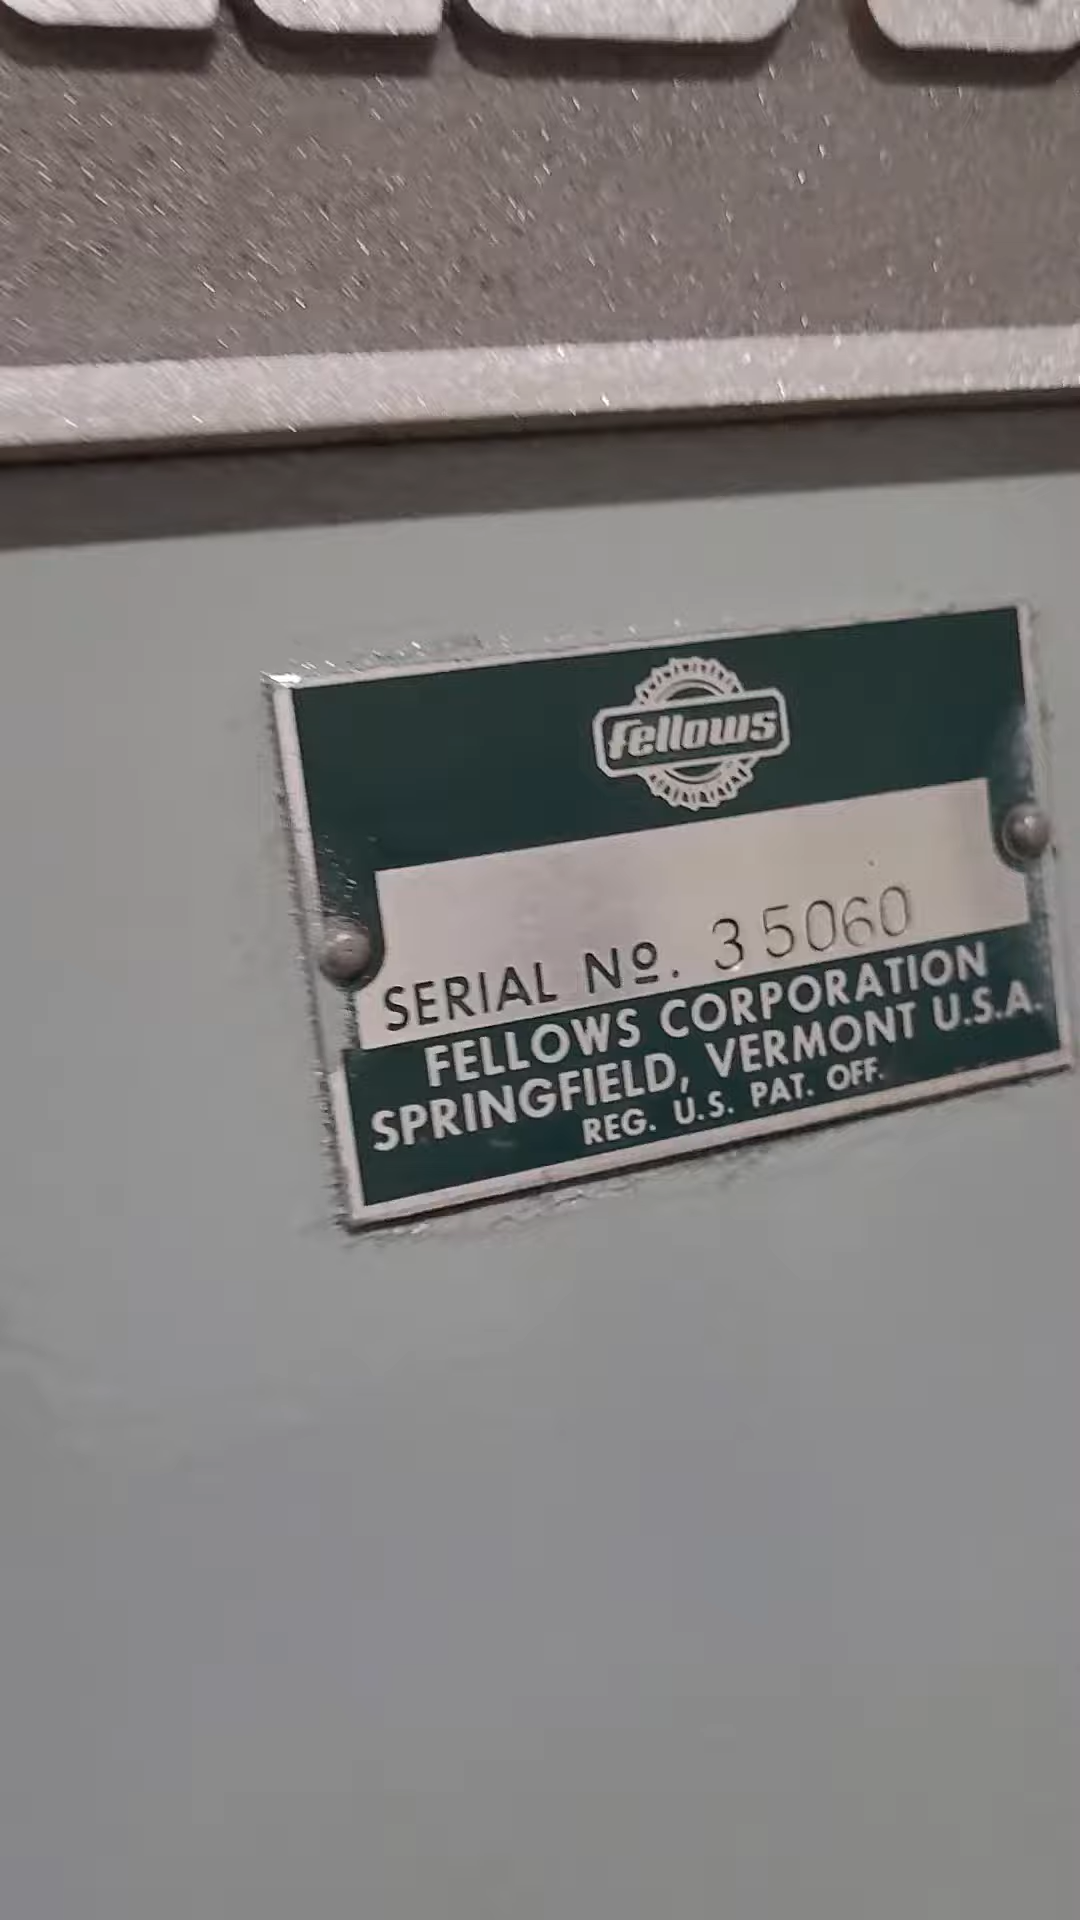 fellows
SERIAL Nº. 35060
FELLOWS CORPORATION
SPRINGFIELD, VERMONT U.S.A.
REG. U.S. PAT. OFF.